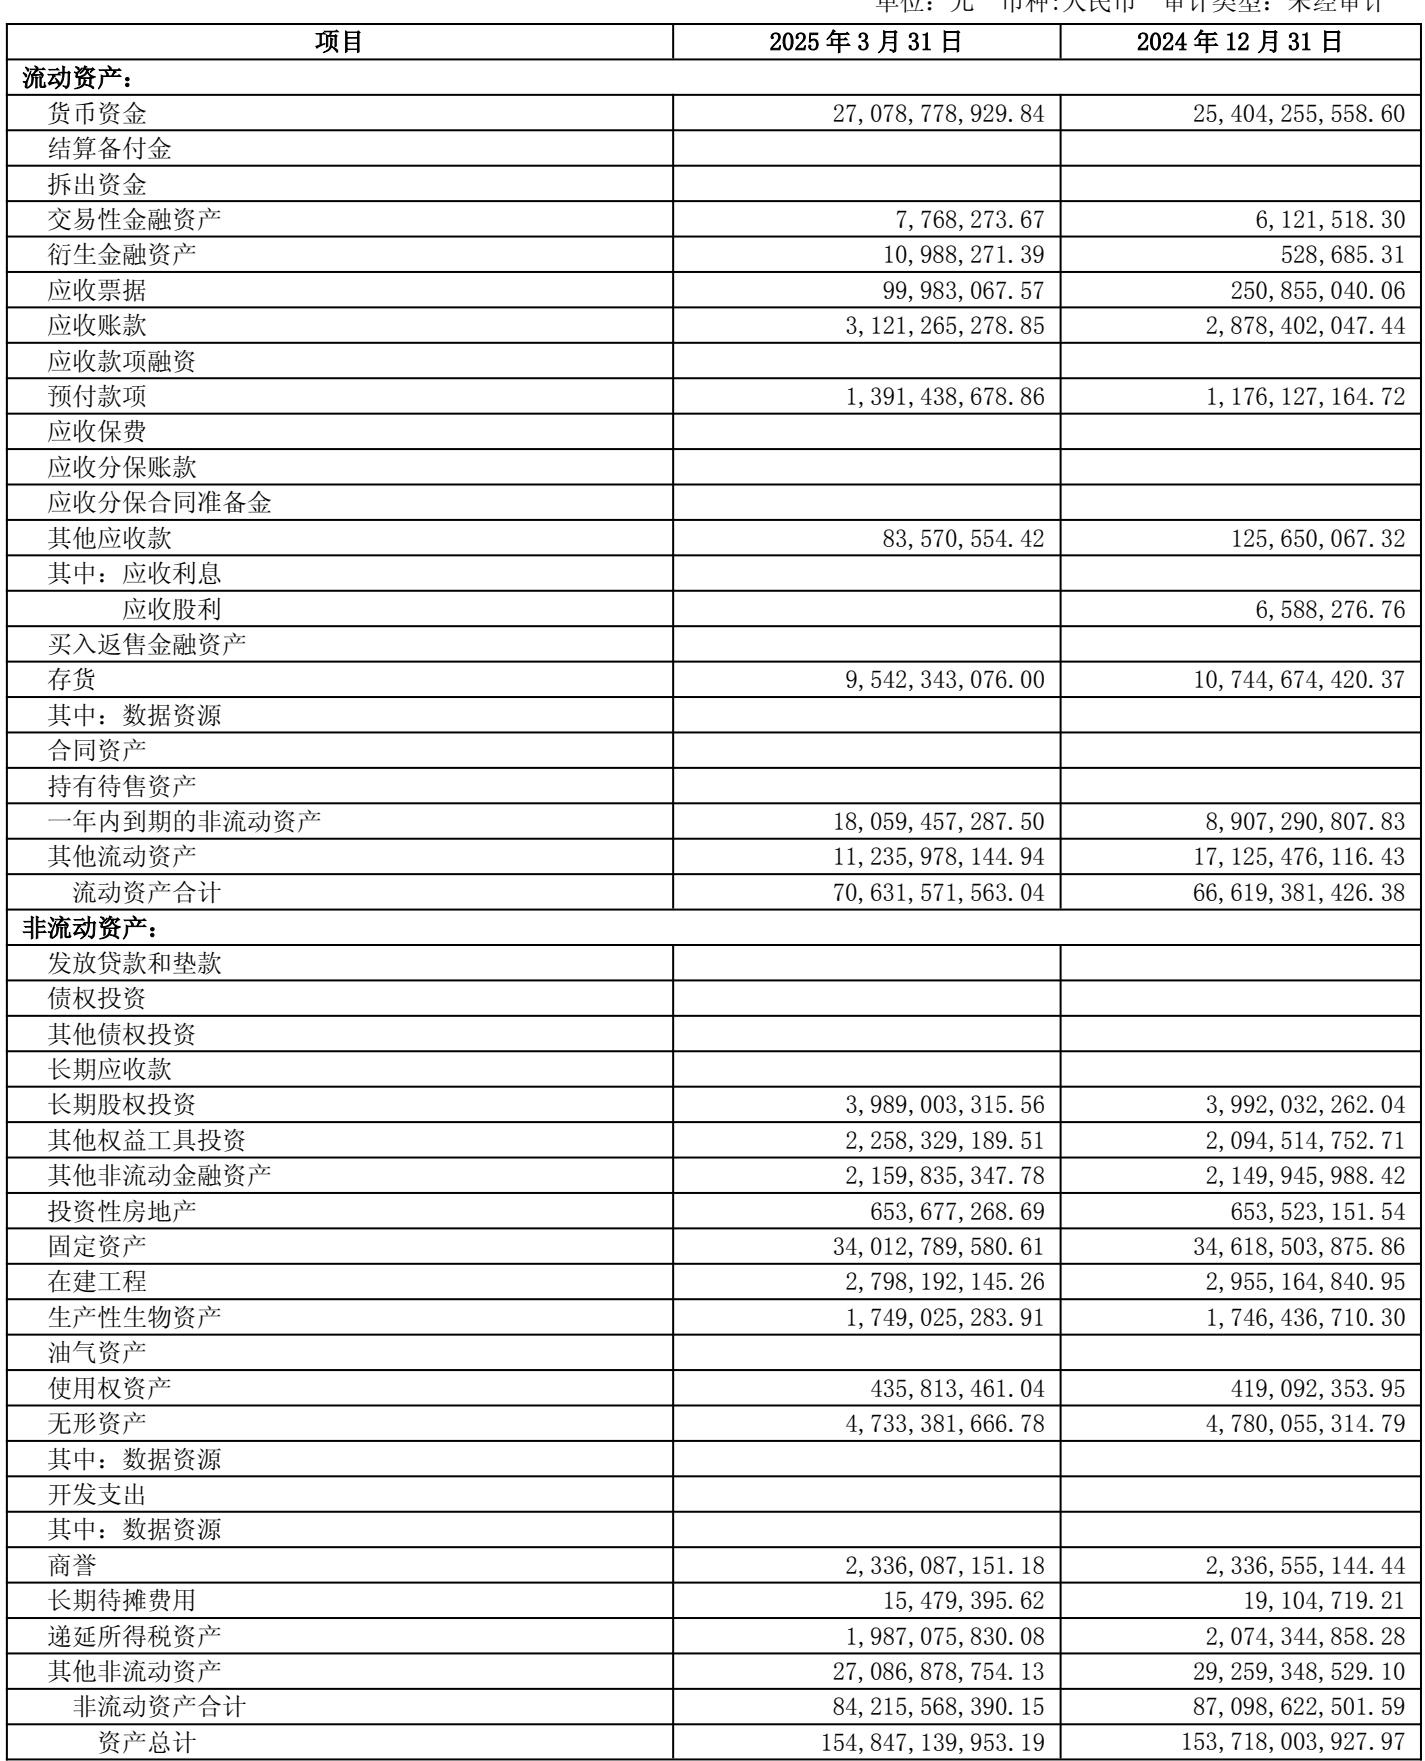 单位：元 币种:人民币 审计类型：未经审计
项目 2025年3月31日 2024年12月31日
流动资产：
货币资金 27,078,778,929.84 25,404,255,558.60
结算备付金
拆出资金
交易性金融资产 7,768,273.67 6,121,518.30
衍生金融资产 10,988,271.39 528,685.31
应收票据 99,983,067.57 250,855,040.06
应收账款 3,121,265,278.85 2,878,402,047.44
应收款项融资
预付款项 1,391,438,678.86 1,176,127,164.72
应收保费
应收分保账款
应收分保合同准备金
其他应收款 83,570,554.42 125,650,067.32
其中：应收利息
应收股利 6,588,276.76
买入返售金融资产
存货 9,542,343,076.00 10,744,674,420.37
其中：数据资源
合同资产
持有待售资产
一年内到期的非流动资产 18,059,457,287.50 8,907,290,807.83
其他流动资产 11,235,978,144.94 17,125,476,116.43
流动资产合计 70,631,571,563.04 66,619,381,426.38
非流动资产：
发放贷款和垫款
债权投资
其他债权投资
长期应收款
长期股权投资 3,989,003,315.56 3,992,032,262.04
其他权益工具投资 2,258,329,189.51 2,094,514,752.71
其他非流动金融资产 2,159,835,347.78 2,149,945,988.42
投资性房地产 653,677,268.69 653,523,151.54
固定资产 34,012,789,580.61 34,618,503,875.86
在建工程 2,798,192,145.26 2,955,164,840.95
生产性生物资产 1,749,025,283.91 1,746,436,710.30
油气资产
使用权资产 435,813,461.04 419,092,353.95
无形资产 4,733,381,666.78 4,780,055,314.79
其中：数据资源
开发支出
其中：数据资源
商誉 2,336,087,151.18 2,336,555,144.44
长期待摊费用 15,479,395.62 19,104,719.21
递延所得税资产 1,987,075,830.08 2,074,344,858.28
其他非流动资产 27,086,878,754.13 29,259,348,529.10
非流动资产合计 84,215,568,390.15 87,098,622,501.59
资产总计 154,847,139,953.19 153,718,003,927.97